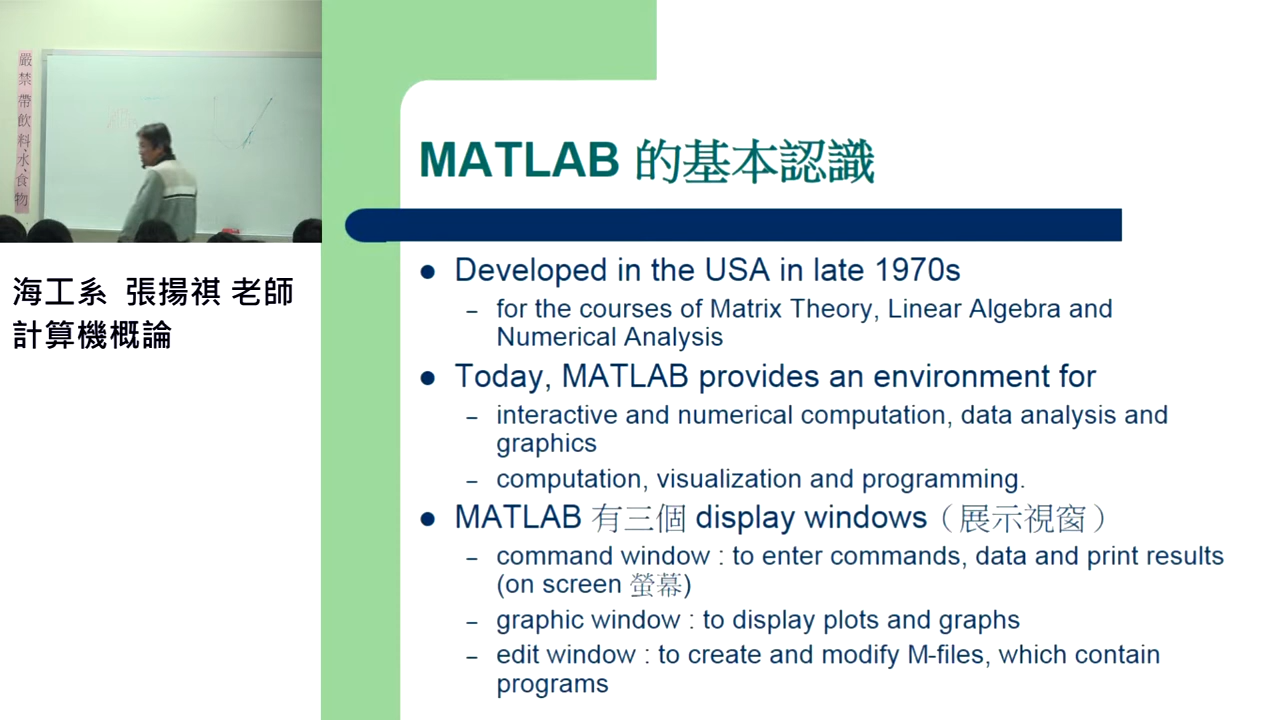 嚴禁帶飲料、水、食物
海工系 張揚祺 老師
計算機概論
MATLAB 的基本認識
Developed in the USA in late 1970s
– for the courses of Matrix Theory, Linear Algebra and
Numerical Analysis
Today, MATLAB provides an environment for
– interactive and numerical computation, data analysis and
graphics
– computation, visualization and programming.
MATLAB 有三個 display windows（展示視窗）
– command window : to enter commands, data and print results
(on screen 螢幕)
– graphic window : to display plots and graphs
– edit window : to create and modify M-files, which contain
programs